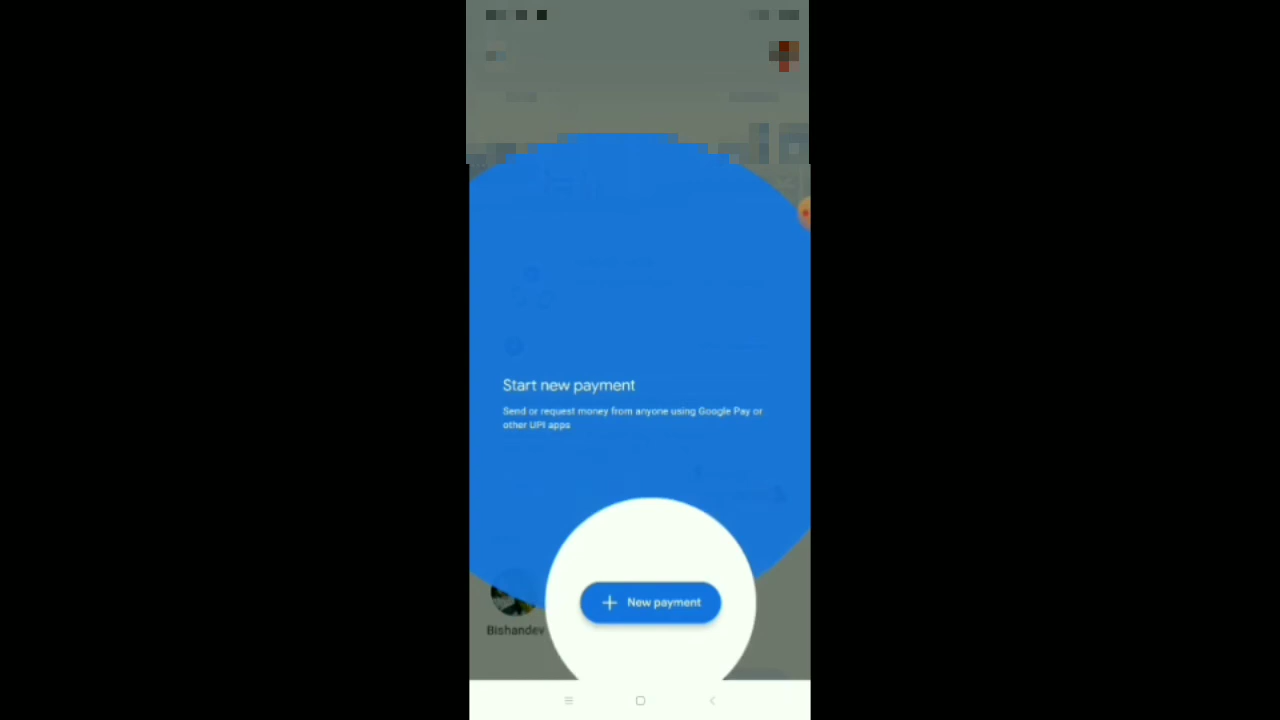 Start new payment
Send or request money from anyone using Google Pay or
other UPI apps
New payment
Bishandev